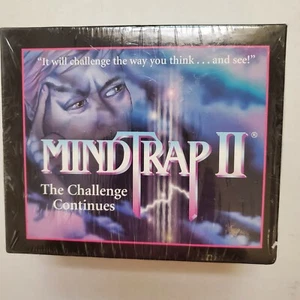 "It will challenge the way you think . . . and see!"
MINDTRAP II®
The Challenge
Continues